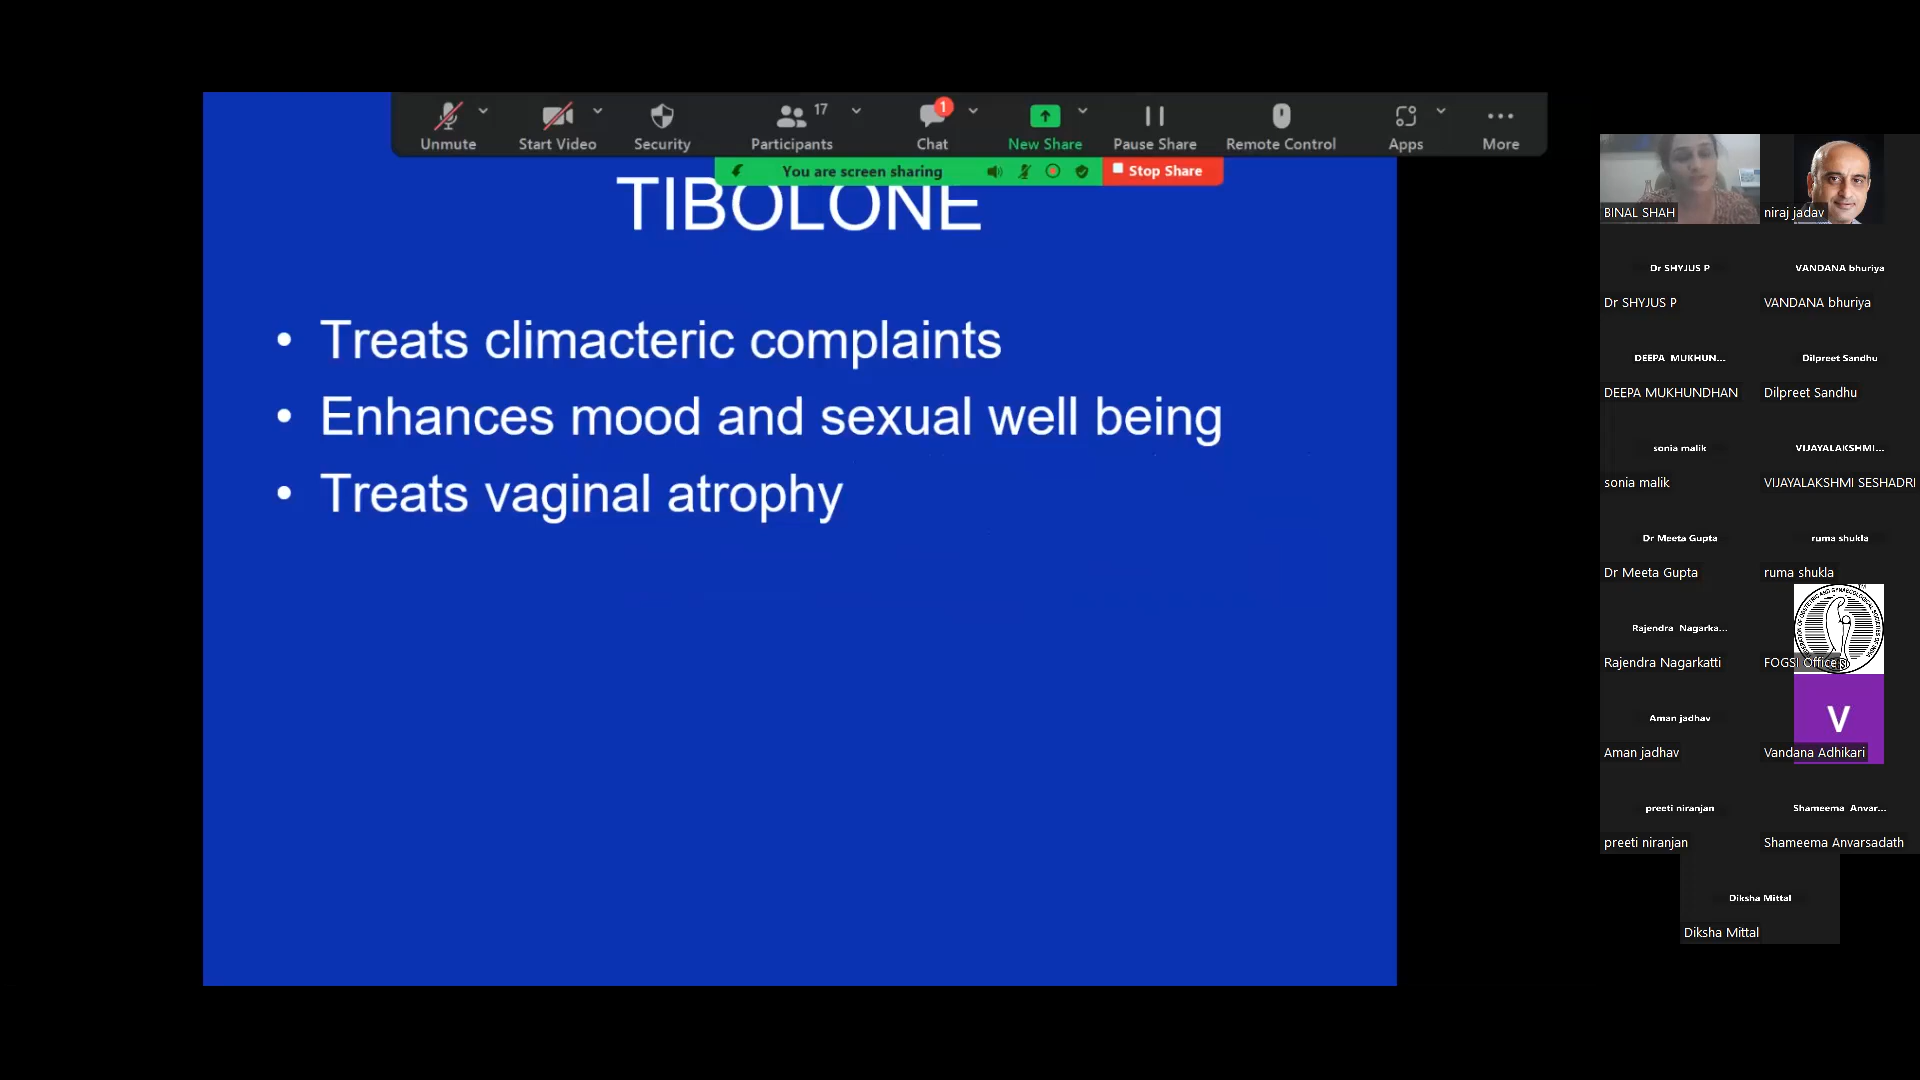 Unmute
Start Video
Security
Participants
17
Chat
1
New Share
Pause Share
Remote Control
Apps
More
You are screen sharing
Stop Share
TIBOLONE
• Treats climacteric complaints
• Enhances mood and sexual well being
• Treats vaginal atrophy
BINAL SHAH
niraj jadav
Dr SHYJUS P
Dr SHYJUS P
VANDANA bhuriya
VANDANA bhuriya
DEEPA MUKHUN...
DEEPA MUKHUNDHAN
Dilpreet Sandhu
Dilpreet Sandhu
sonia malik
sonia malik
VIJAYALAKSHMI...
VIJAYALAKSHMI SESHADRI
Dr Meeta Gupta
Dr Meeta Gupta
ruma shukla
ruma shukla
Rajendra Nagarka...
Rajendra Nagarkatti
FOGSI Office
Aman jadhav
Aman jadhav
V
Vandana Adhikari
preeti niranjan
preeti niranjan
Shameema Anvar...
Shameema Anvarsadath
Diksha Mittal
Diksha Mittal